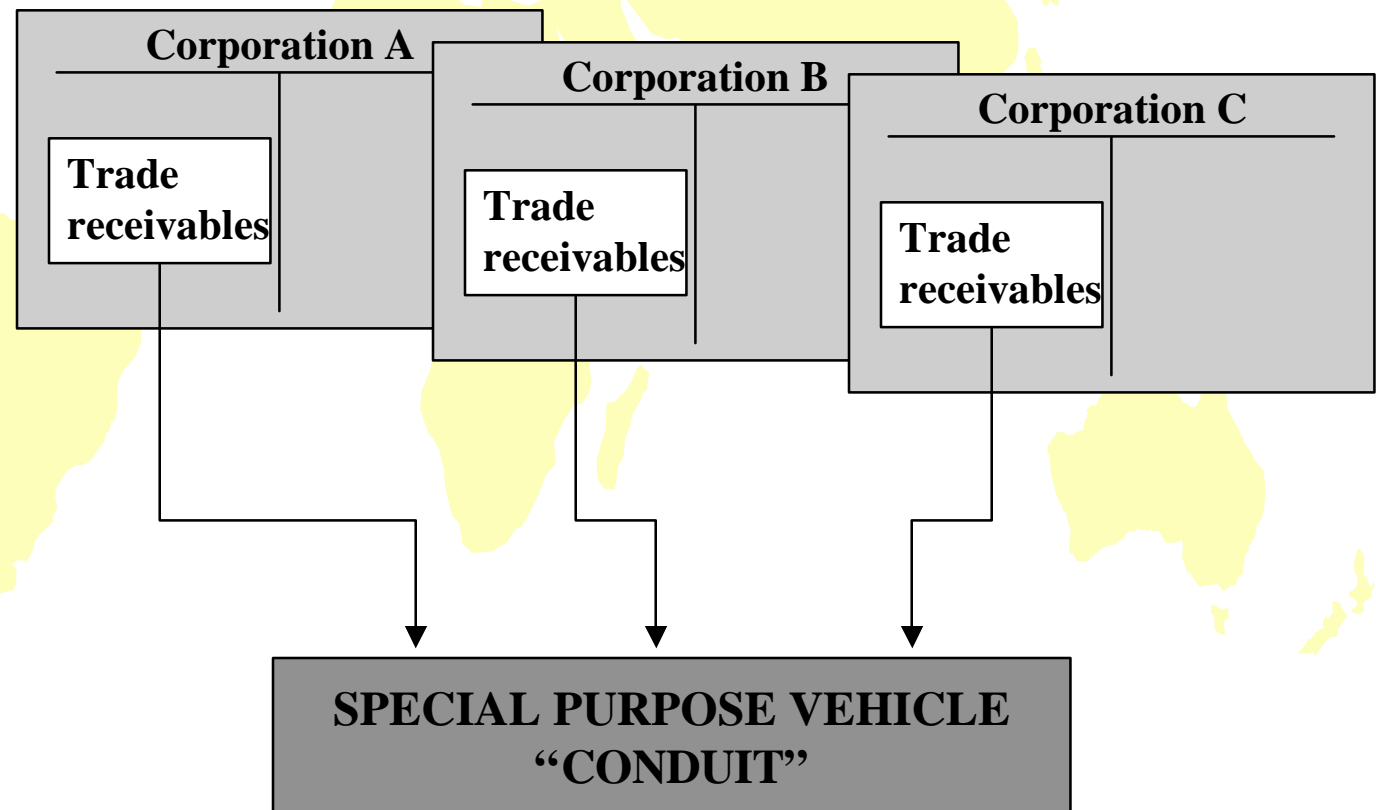 Corporation A
Trade
receivables
Corporation B
Trade
receivables
Corporation C
Trade
receivables
SPECIAL PURPOSE VEHICLE
“CONDUIT”